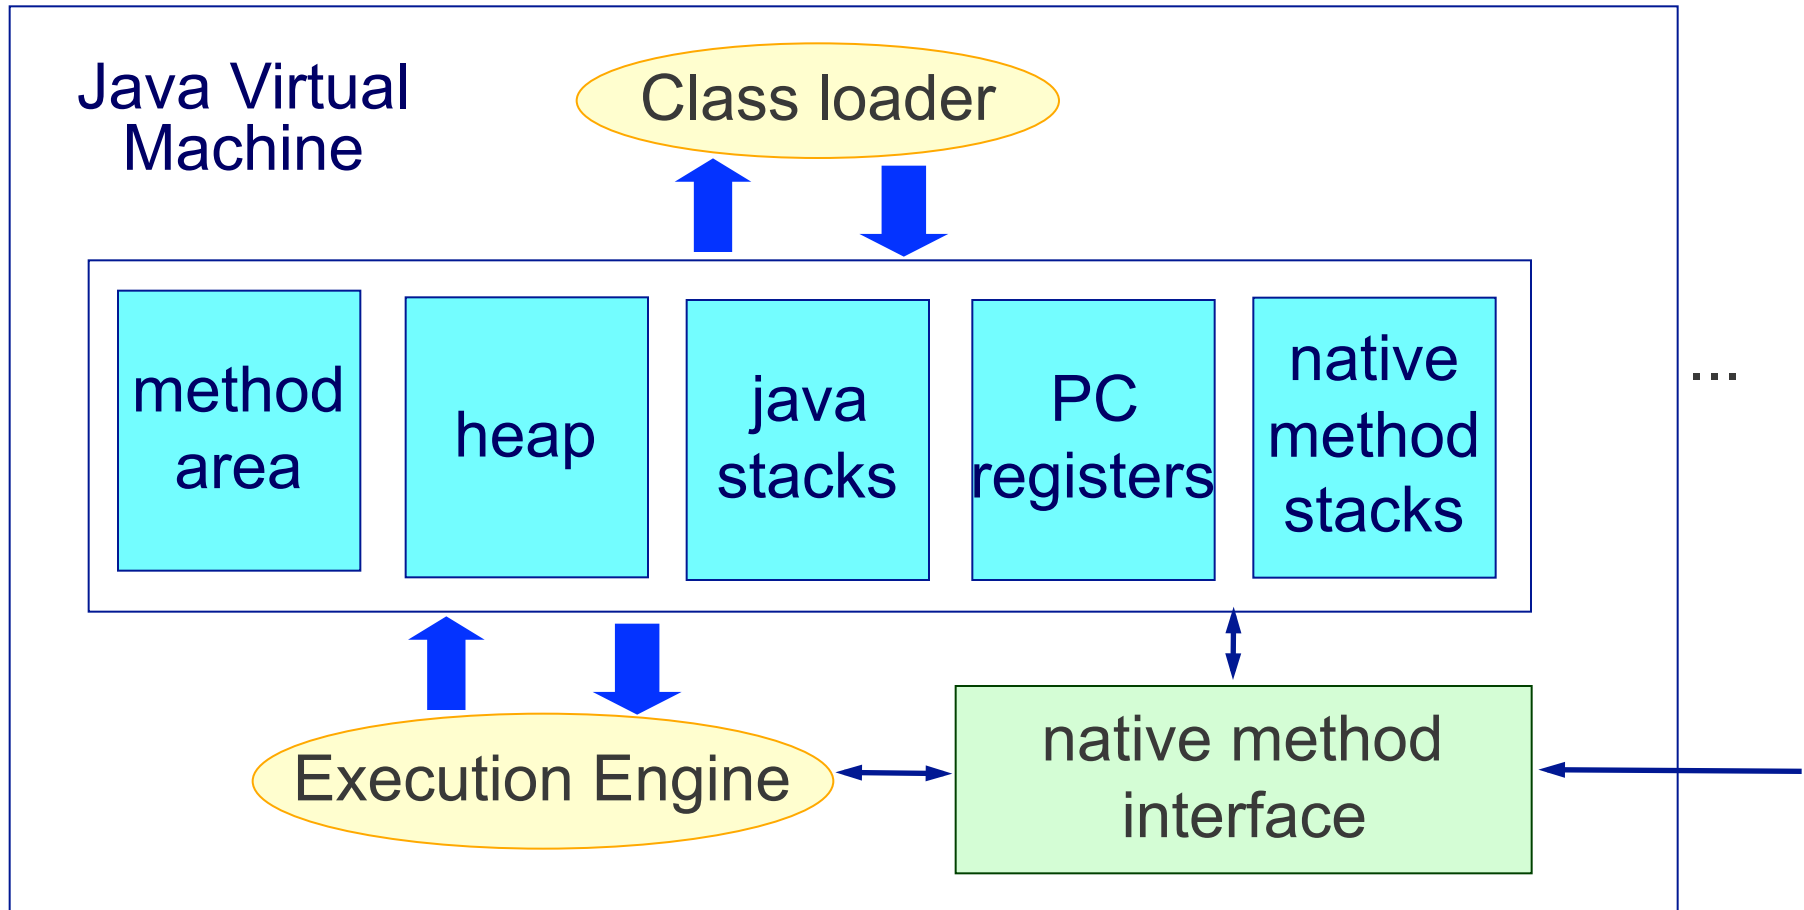 Java Virtual
Machine
Class loader
method
area
heap
java
stacks
PC
registers
native
method
stacks
...
Execution Engine
native method
interface